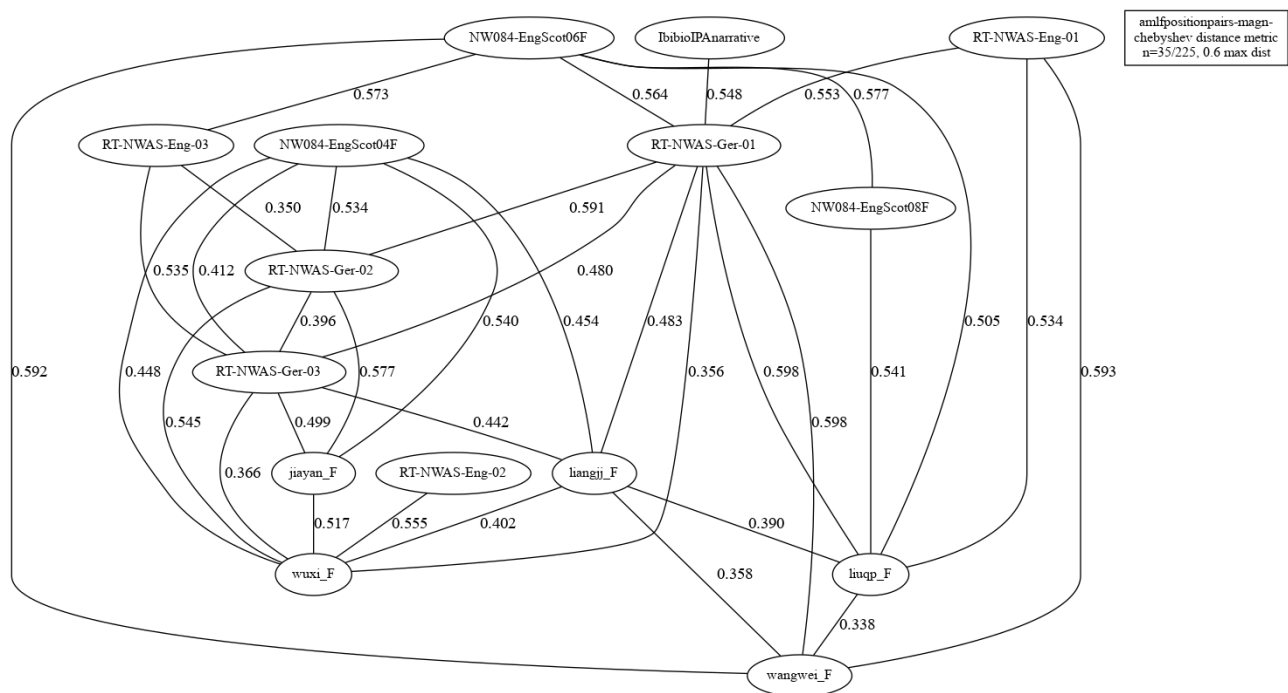 NW084-EngScot06F
IbibioIPAnarrative
RT-NWAS-Eng-01
amlfpositionpairs-magn-
chebyshev distance metric
n=35/225, 0.6 max dist
0.573
0.564
0.548
0.553
0.577
RT-NWAS-Eng-03
NW084-EngScot04F
RT-NWAS-Ger-01
0.350
0.534
0.591
NW084-EngScot08F
0.535
0.412
RT-NWAS-Ger-02
0.480
0.540
0.454
0.483
0.505
0.534
0.396
0.592
0.448
RT-NWAS-Ger-03
0.577
0.356
0.598
0.541
0.593
0.545
0.499
0.442
0.598
0.366
jiayan_F
RT-NWAS-Eng-02
liangjj_F
0.517
0.555
0.402
0.390
wuxi_F
0.358
liuqp_F
0.338
wangwei_F